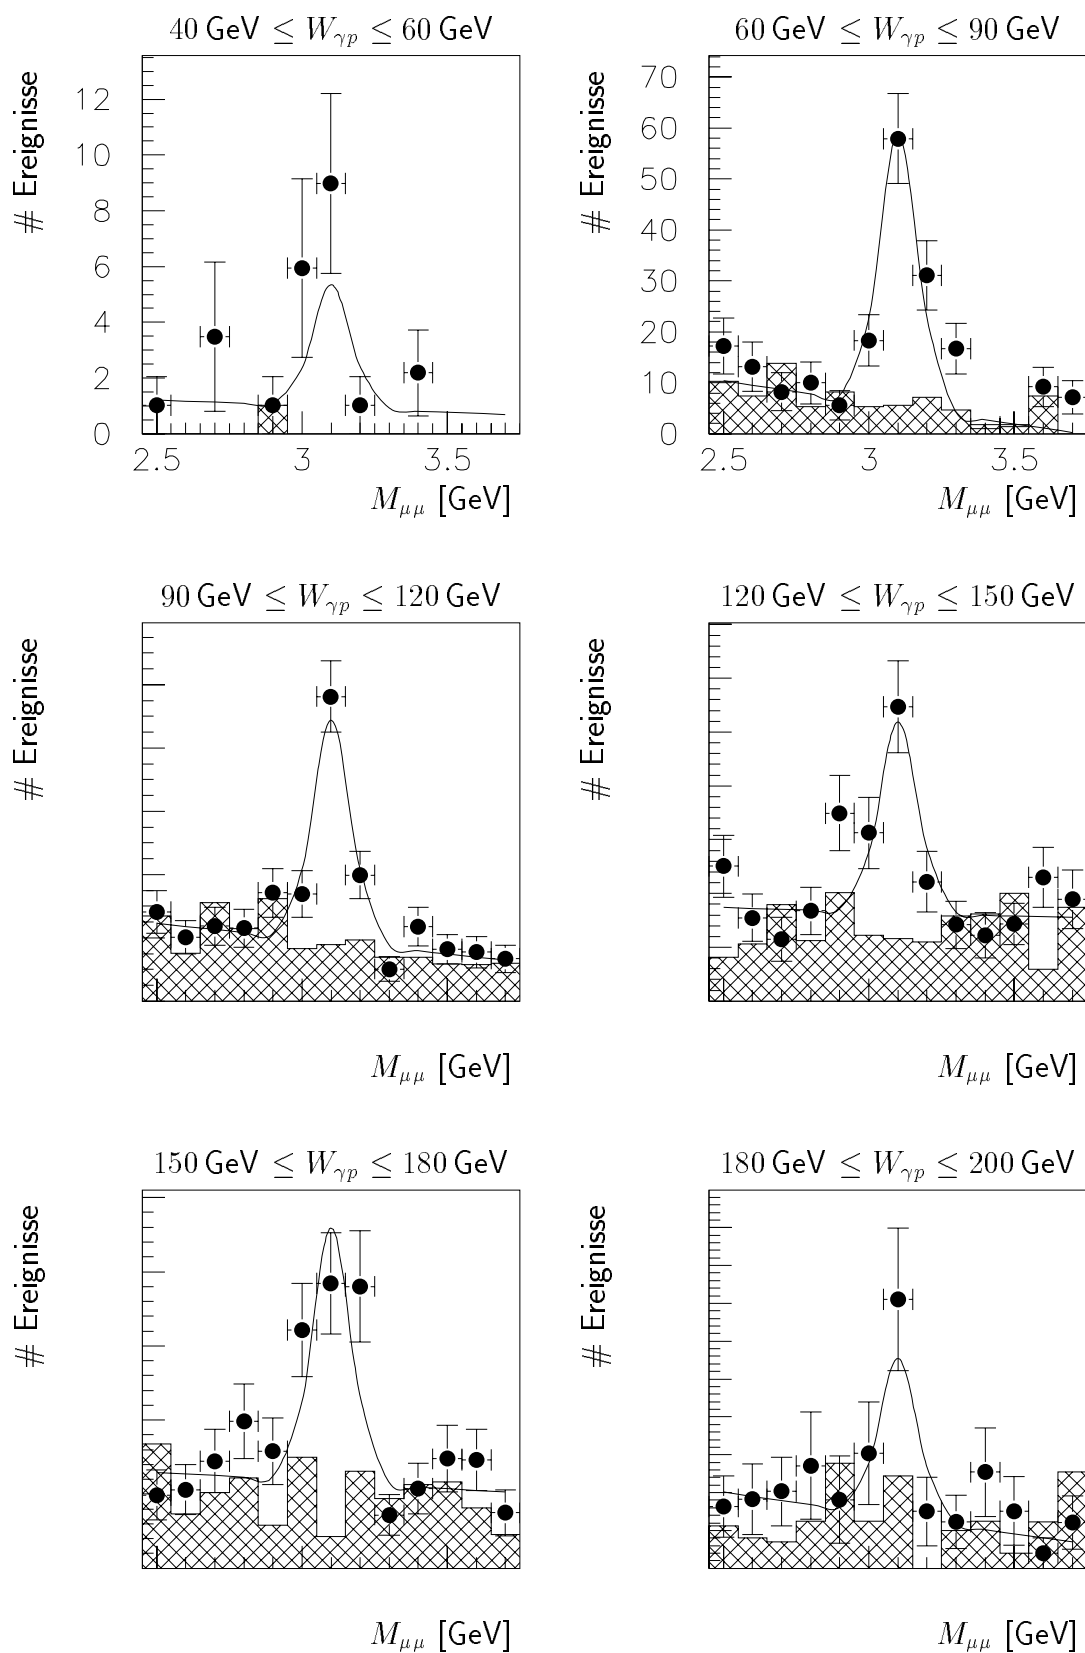 40 GeV ≤ W_γp ≤ 60 GeV
# Ereignisse
12
10
8
6
4
2
0
2.5 3 3.5
M_μμ [GeV]
60 GeV ≤ W_γp ≤ 90 GeV
# Ereignisse
70
60
50
40
30
20
10
0
2.5 3 3.5
M_μμ [GeV]
90 GeV ≤ W_γp ≤ 120 GeV
# Ereignisse
M_μμ [GeV]
120 GeV ≤ W_γp ≤ 150 GeV
# Ereignisse
M_μμ [GeV]
150 GeV ≤ W_γp ≤ 180 GeV
# Ereignisse
M_μμ [GeV]
180 GeV ≤ W_γp ≤ 200 GeV
# Ereignisse
M_μμ [GeV]